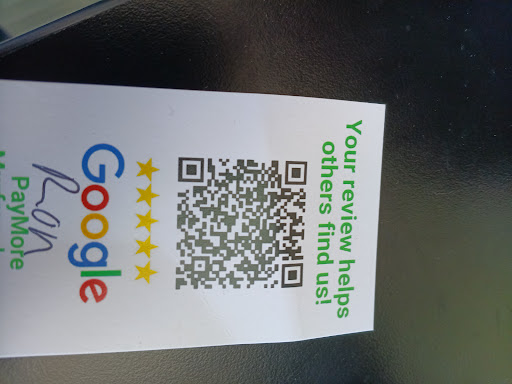 Your review helps
others find us!
Google
Ron
PayMore